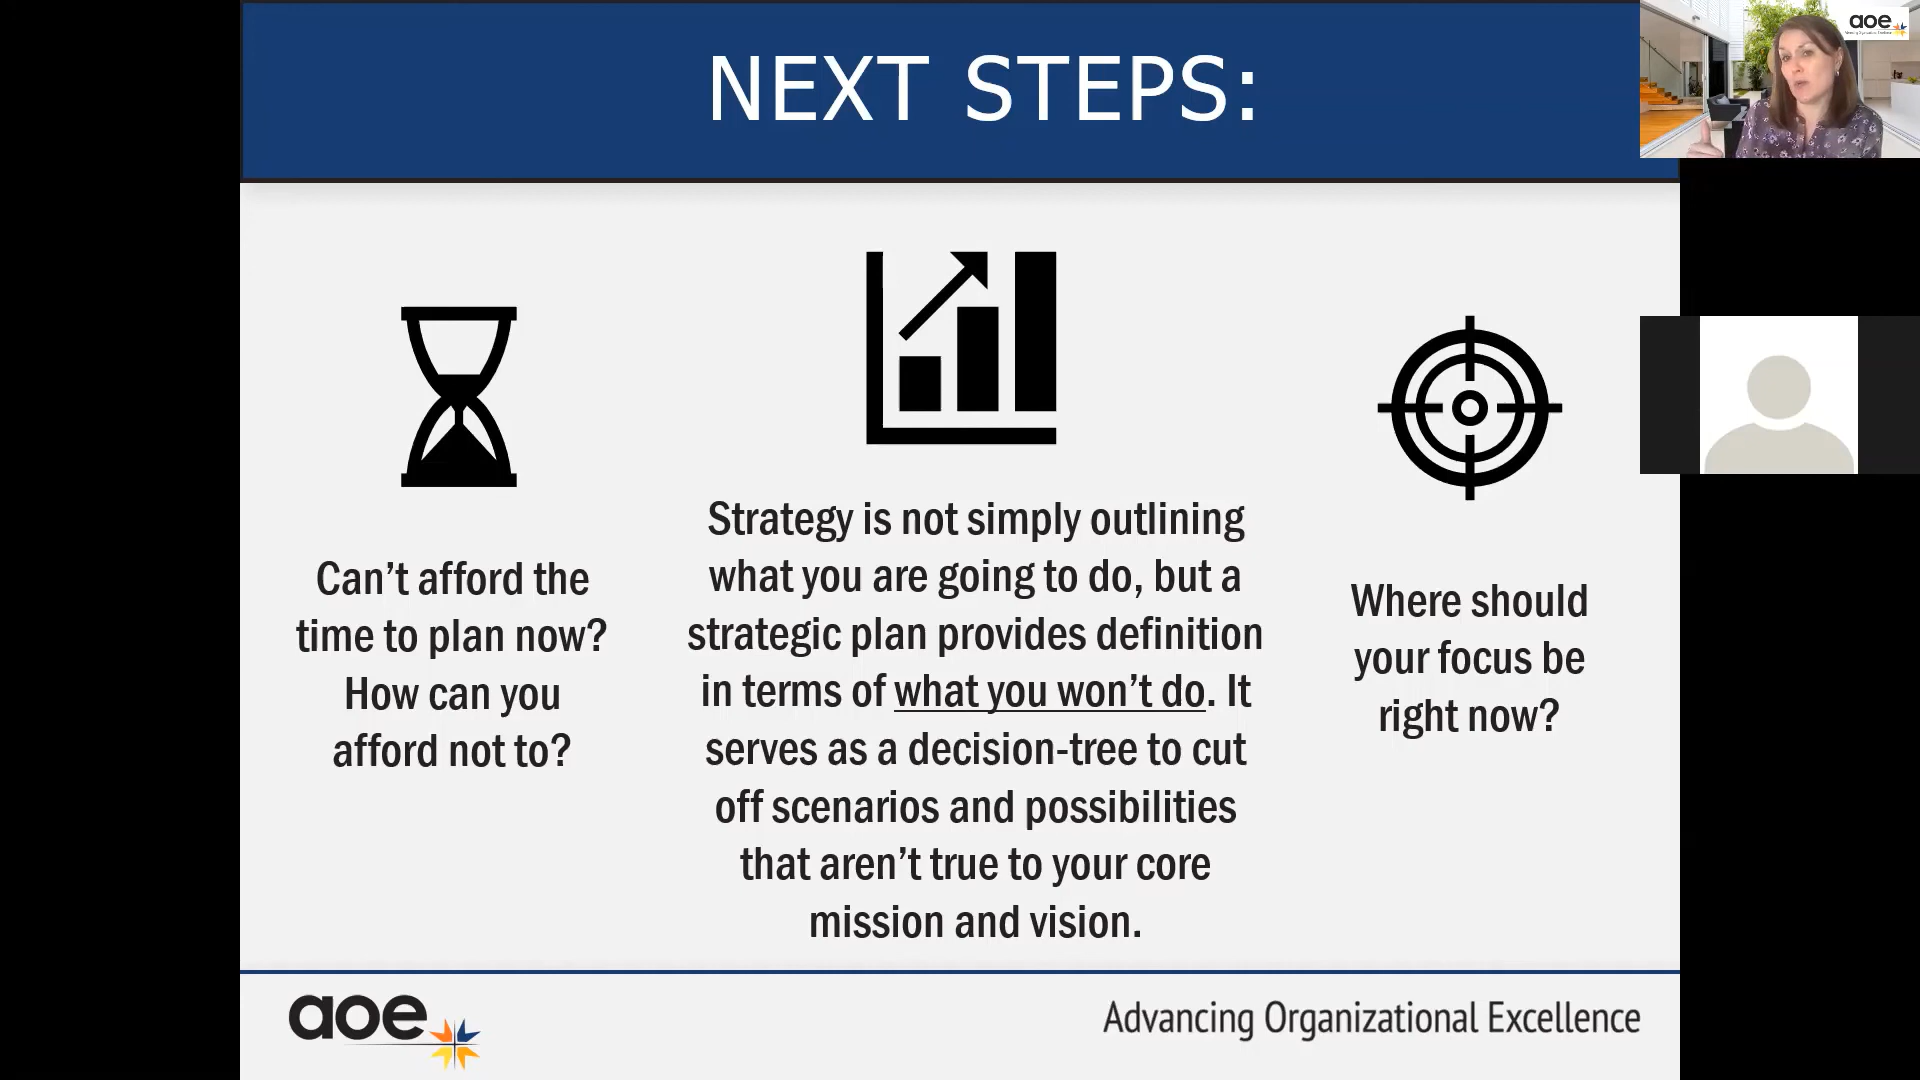 NEXT STEPS:
aoe
Can’t afford the
time to plan now?
How can you
afford not to?
Strategy is not simply outlining
what you are going to do, but a
strategic plan provides definition
in terms of what you won’t do. It
serves as a decision-tree to cut
off scenarios and possibilities
that aren’t true to your core
mission and vision.
Where should
your focus be
right now?
aoe
Advancing Organizational Excellence